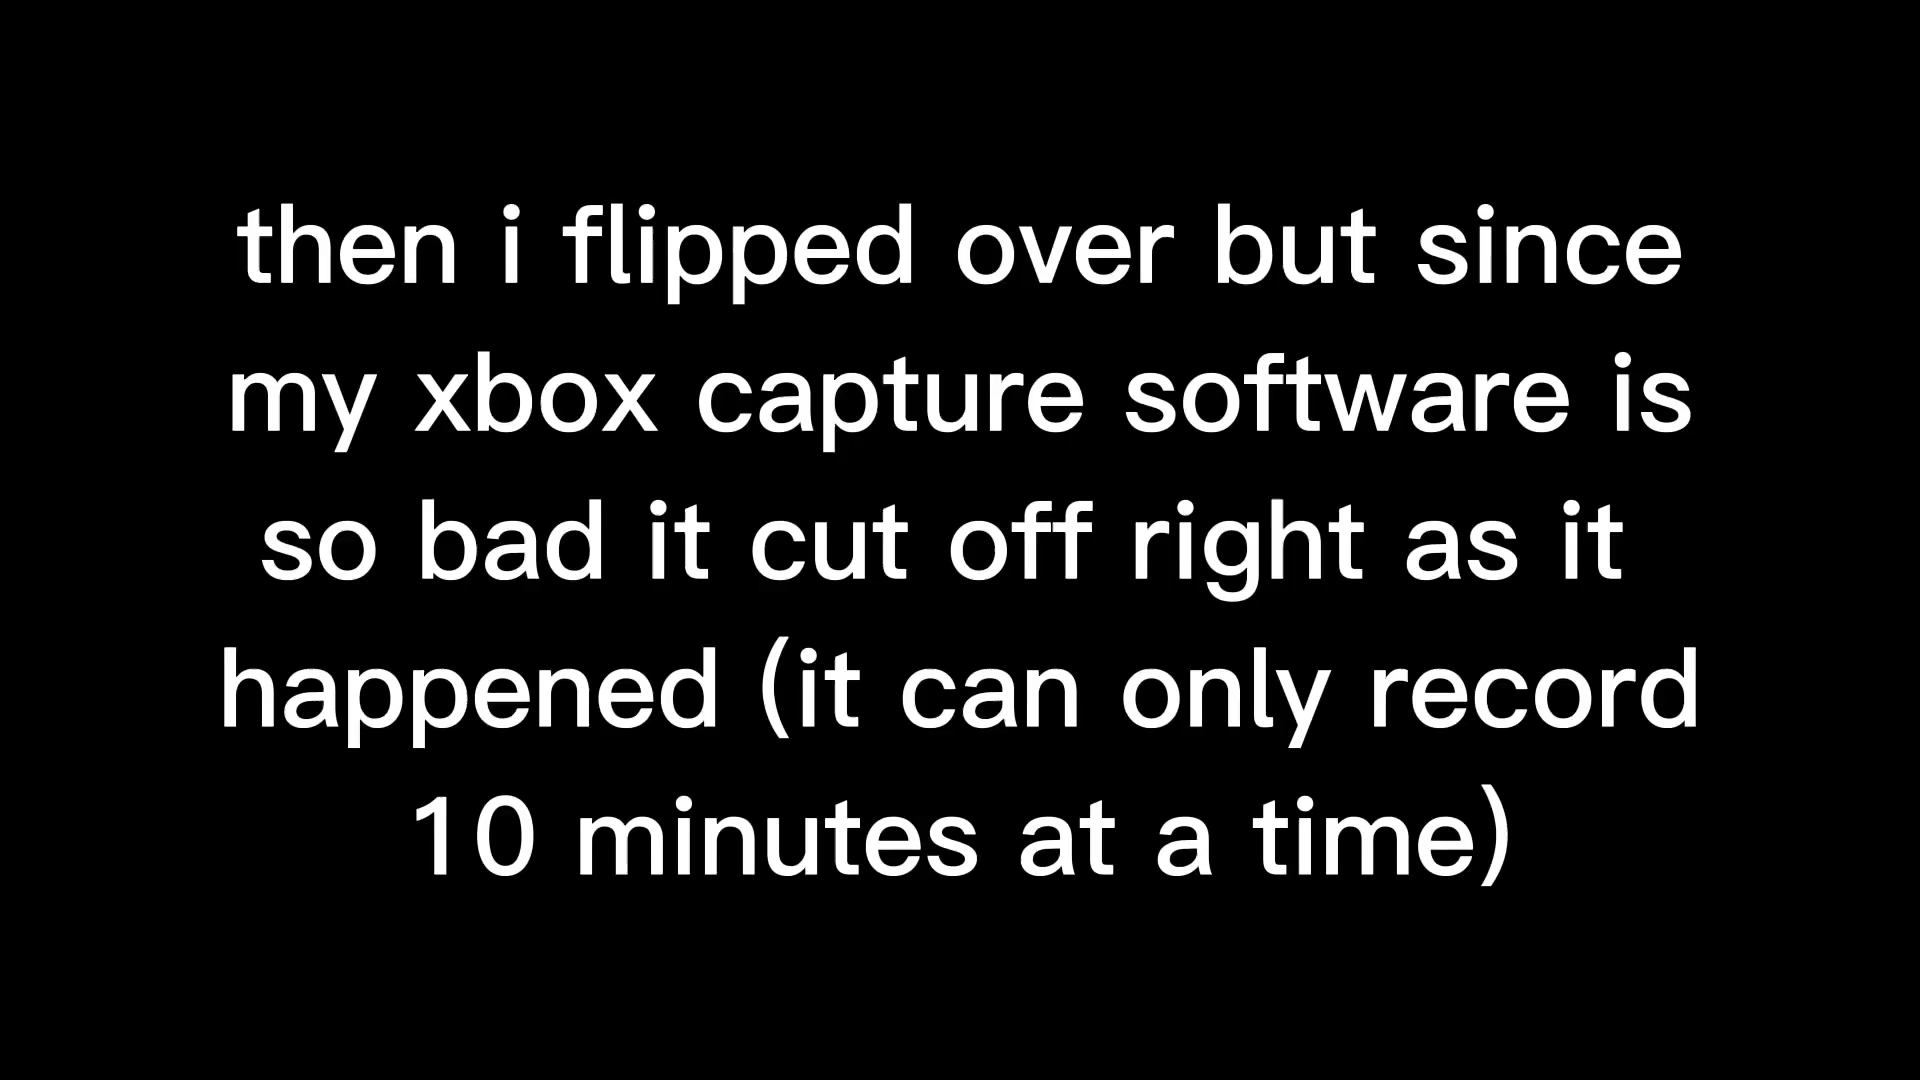 then i flipped over but since
my xbox capture software is
so bad it cut off right as it
happened (it can only record
10 minutes at a time)